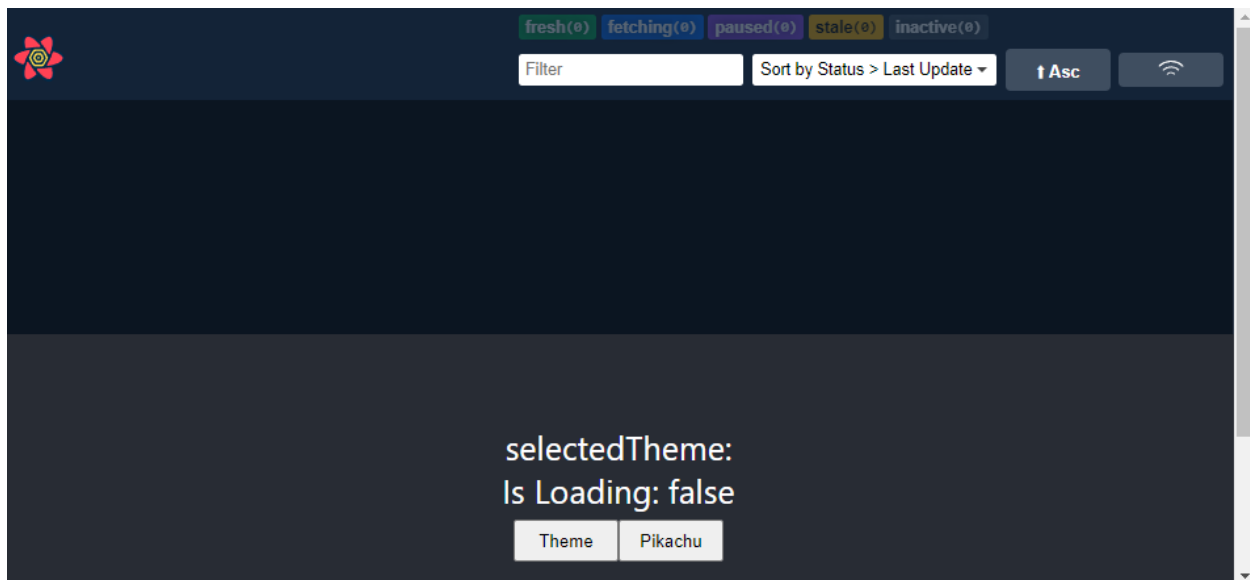 fresh(0) fetching(0) paused(0) stale(0) inactive(0)
Filter Sort by Status > Last Update ⬆ Asc
selectedTheme:
Is Loading: false
Theme Pikachu